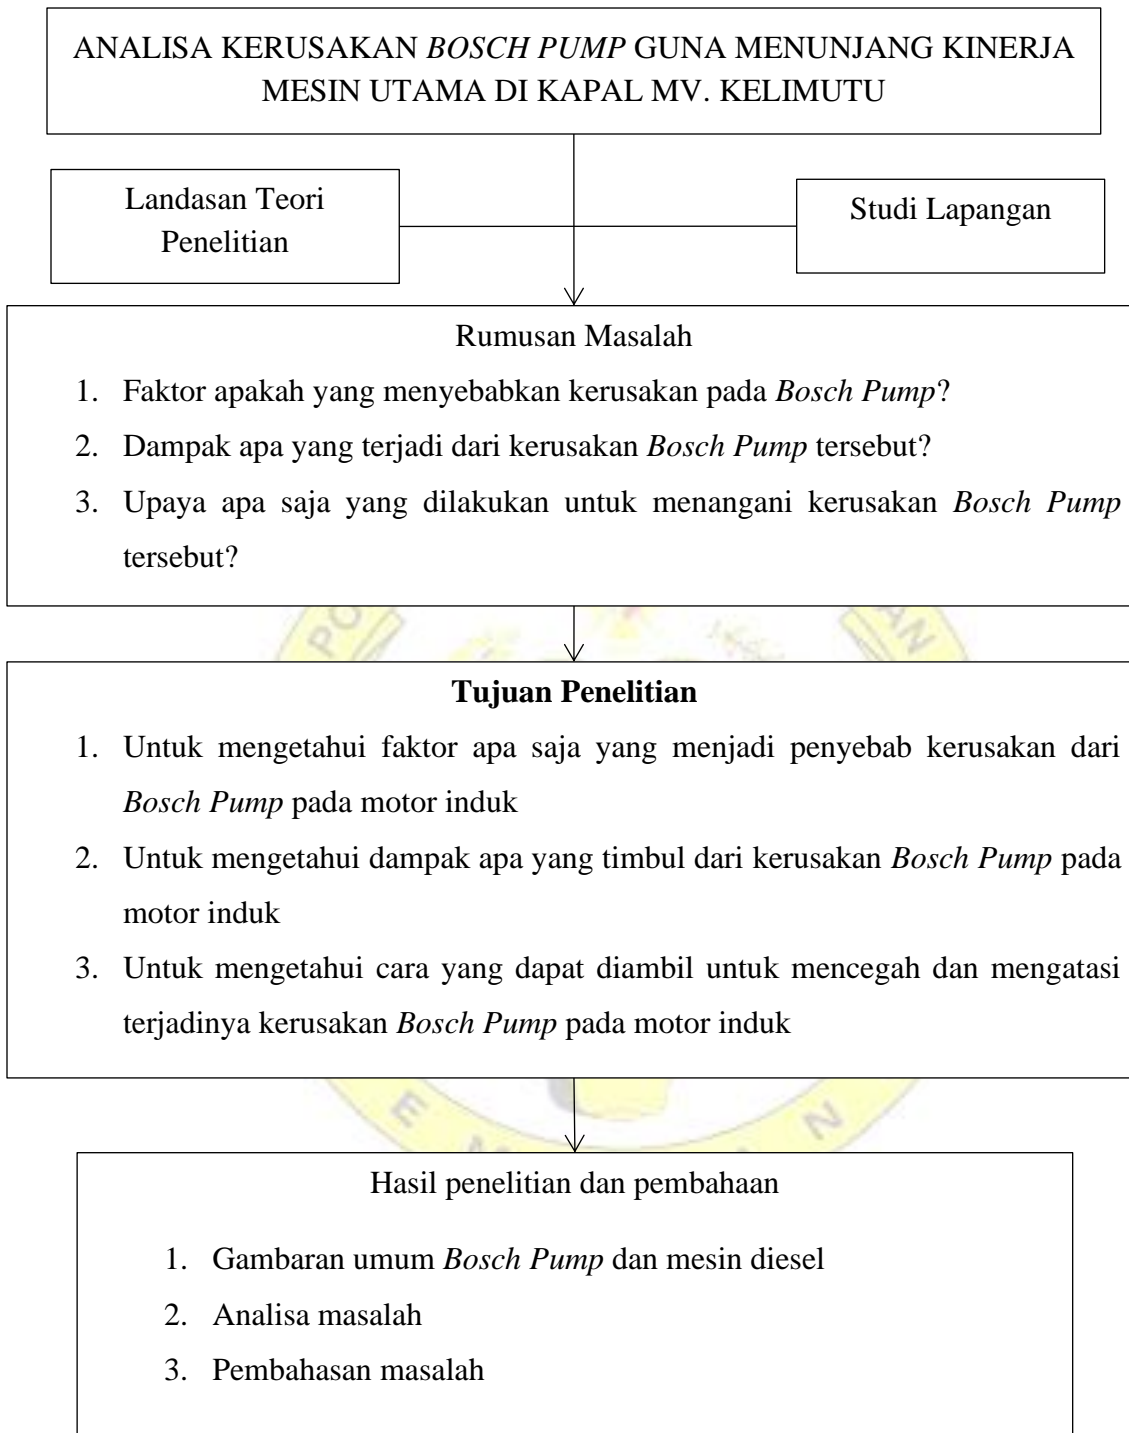 ANALISA KERUSAKAN BOSCH PUMP GUNA MENUNJANG KINERJA
MESIN UTAMA DI KAPAL MV. KELIMUTU
Landasan Teori
Penelitian
Studi Lapangan
Rumusan Masalah
1. Faktor apakah yang menyebabkan kerusakan pada Bosch Pump?
2. Dampak apa yang terjadi dari kerusakan Bosch Pump tersebut?
3. Upaya apa saja yang dilakukan untuk menangani kerusakan Bosch Pump
tersebut?
Tujuan Penelitian
1. Untuk mengetahui faktor apa saja yang menjadi penyebab kerusakan dari
Bosch Pump pada motor induk
2. Untuk mengetahui dampak apa yang timbul dari kerusakan Bosch Pump pada
motor induk
3. Untuk mengetahui cara yang dapat diambil untuk mencegah dan mengatasi
terjadinya kerusakan Bosch Pump pada motor induk
Hasil penelitian dan pembahaan
1. Gambaran umum Bosch Pump dan mesin diesel
2. Analisa masalah
3. Pembahasan masalah